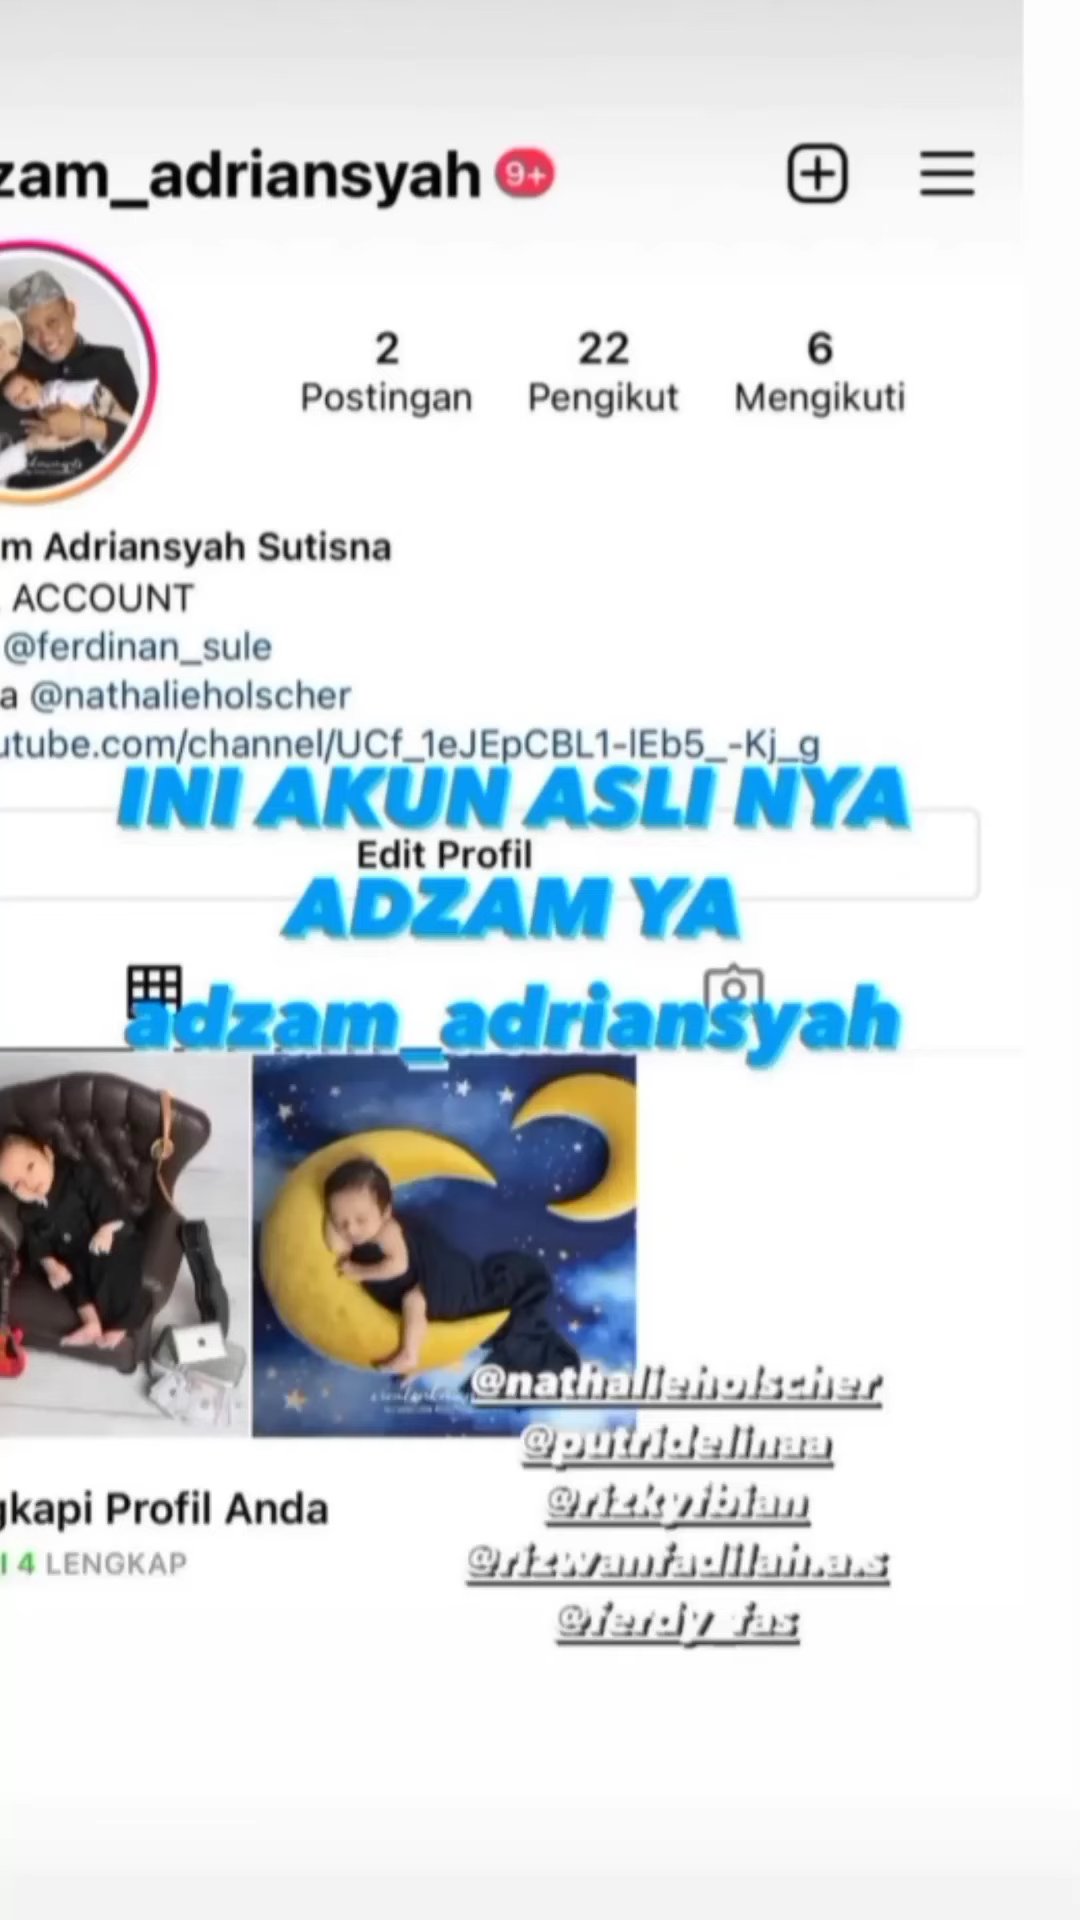 zam_adriansyah 9+
2 22 6
Postingan Pengikut Mengikuti
m Adriansyah Sutisna
ACCOUNT
@ferdinan_sule
a @nathalieholscher
utube.com/channel/UCf_1eJEpCBL1-IEb5_-Kj_g
INI AKUN ASLI NYA
Edit Profil
ADZAM YA
adzam_adriansyah
@nathalieholscher
@putridelinaa
@rizkyibian
gkapi Profil Anda
@rizwanfadilah.a.s
I 4 LENGKAP
@ferdy_fas